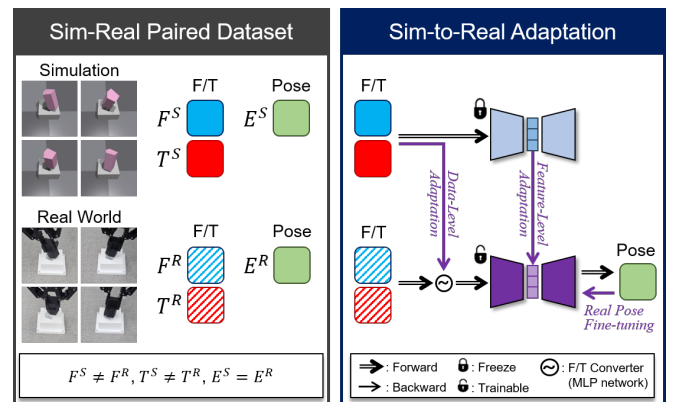 Sim-Real Paired Dataset
Simulation
F/T
Pose
F^S
E^S
T^S
Real World
F/T
Pose
F^R
E^R
T^R
F^S ≠ F^R, T^S ≠ T^R, E^S = E^R
Sim-to-Real Adaptation
F/T
Data-Level
Adaptation
Feature-Level
Adaptation
Pose
~
Real Pose
Fine-tuning
: Forward
: Freeze
~ : F/T Converter
(MLP network)
: Backward
: Trainable